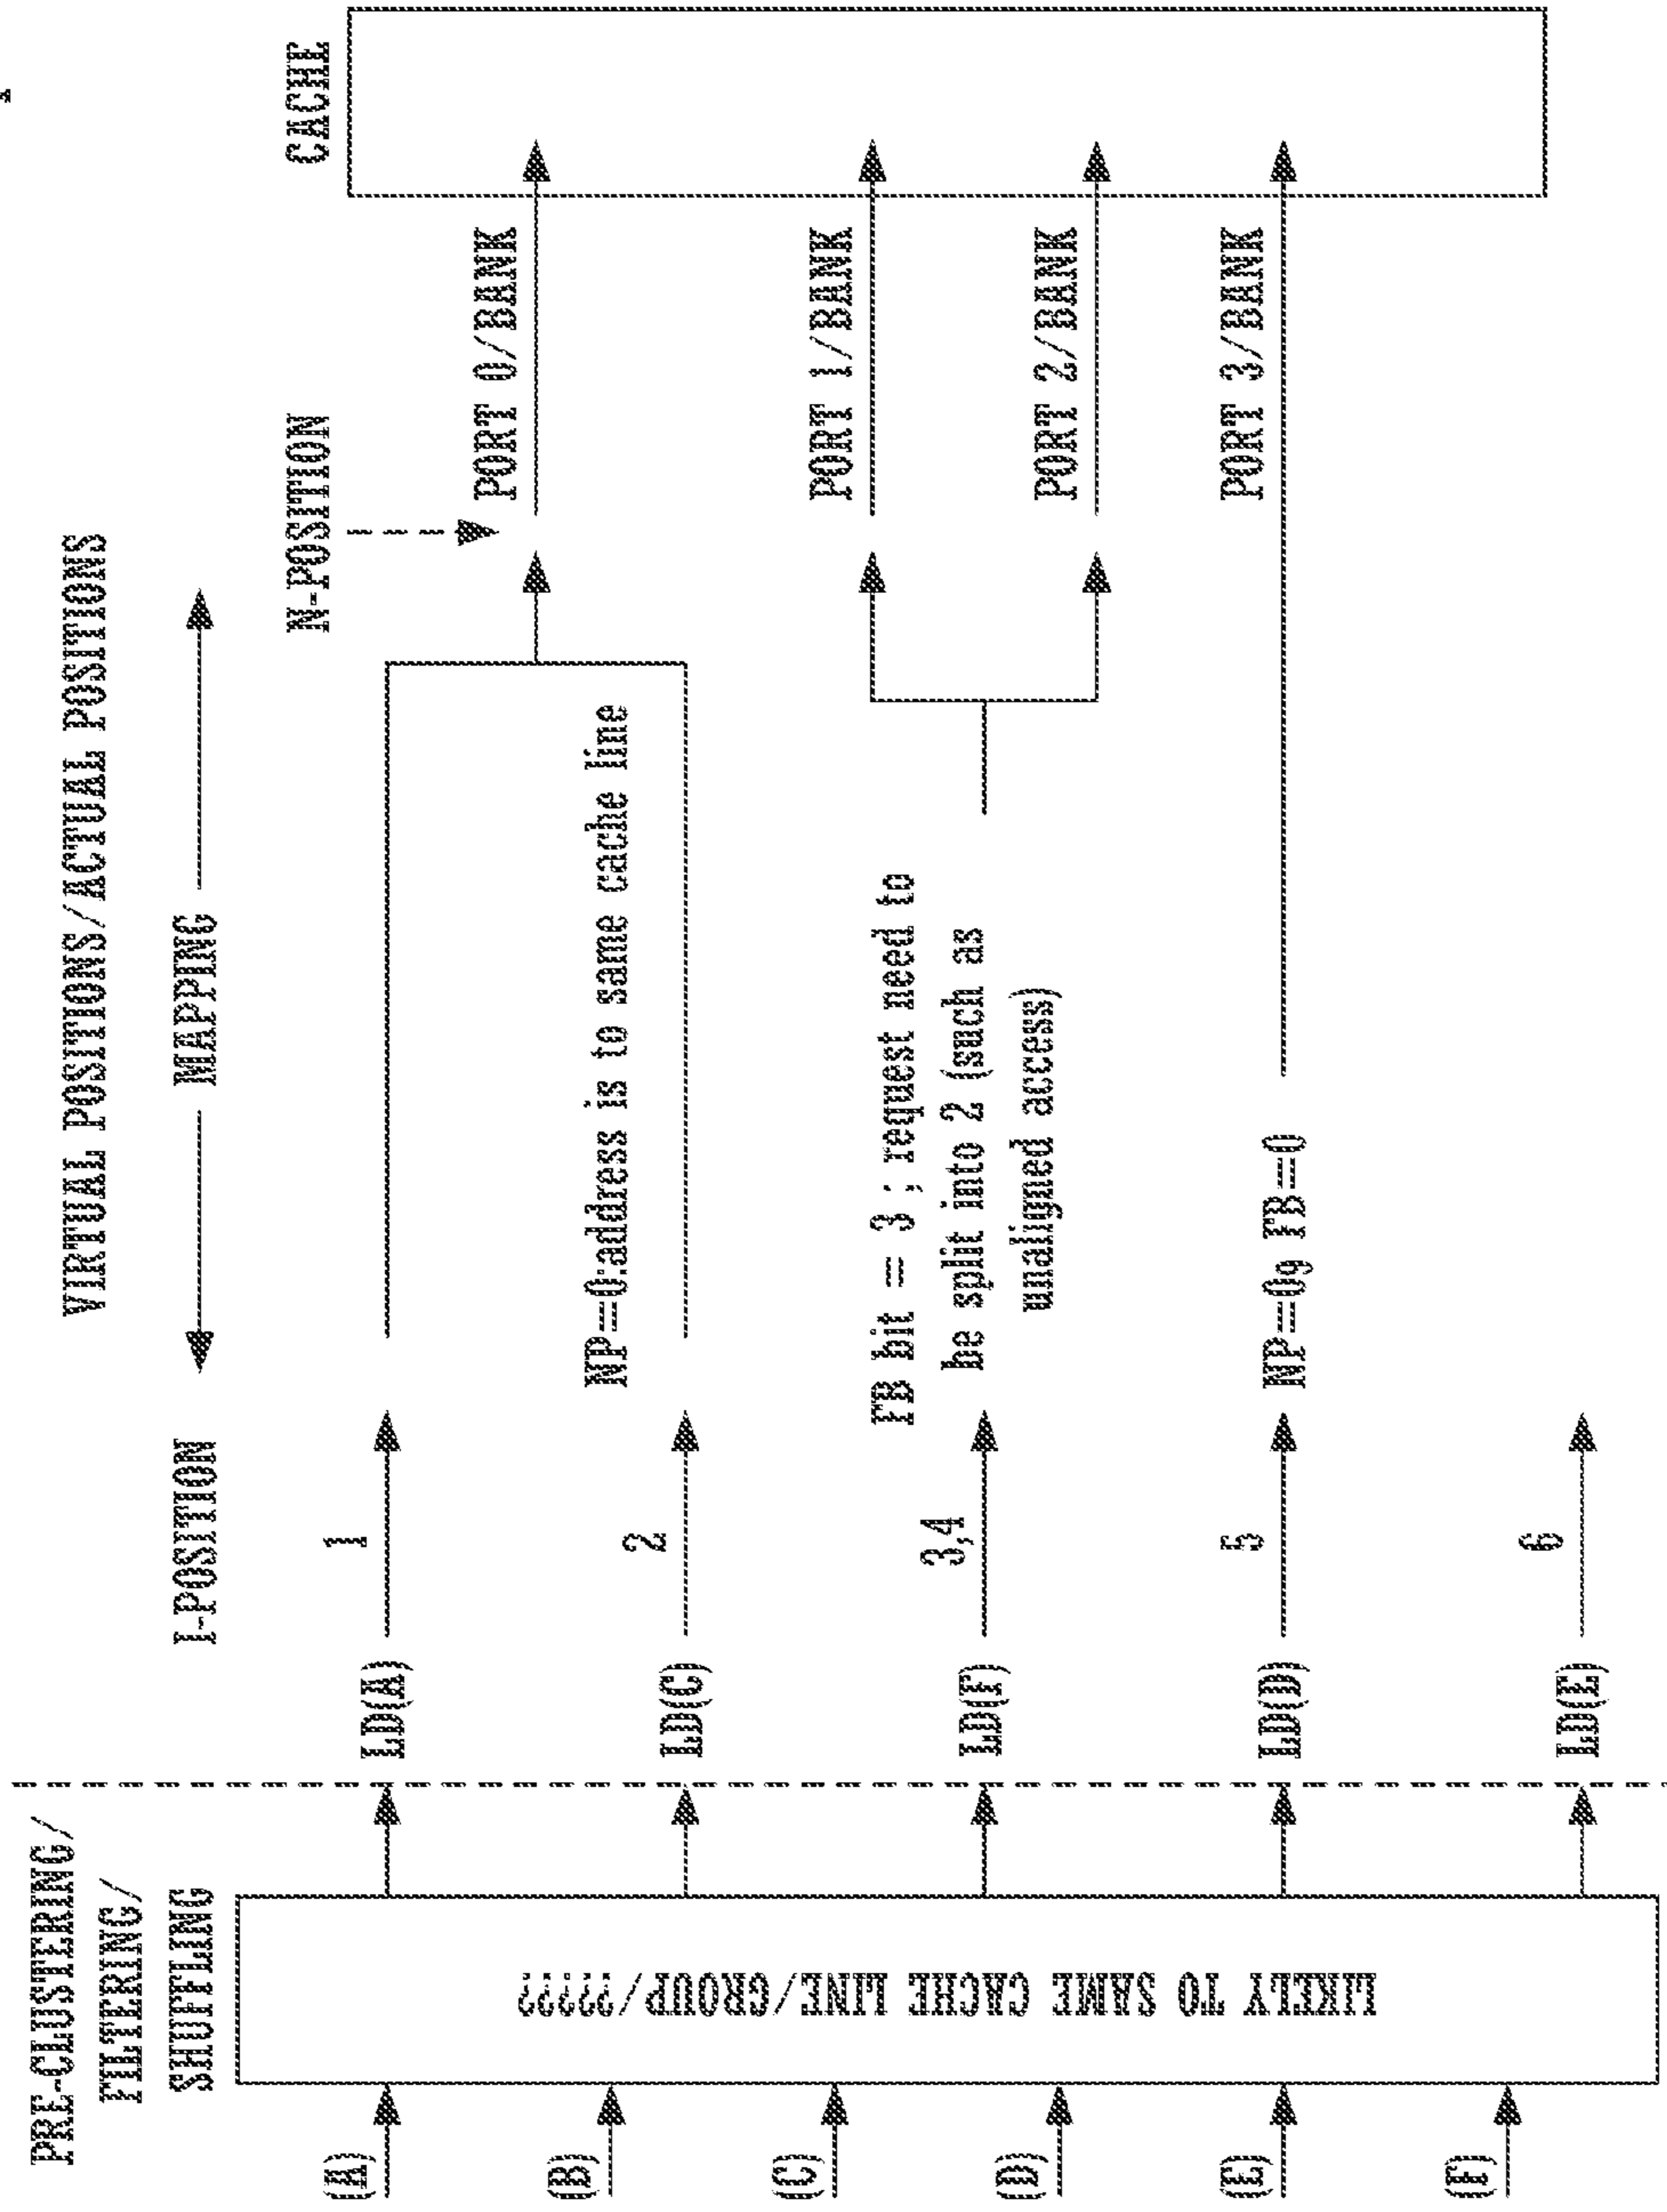 VIRTUAL POSITIONS/ACTUAL POSITIONS
PRE-CLUSTERING/
FILTERING/
SHUFFLING
I-POSITION
MAPPING
N-POSITION
CACHE
(A)
(B)
(C)
(D)
(E)
(F)
LIKELY TO SAME CACHE LINE/GROUP/?????
LD(A)
1
PORT 0/BANK
LD(C)
2
NP=0:address is to same cache line
LD(F)
3,4
FB bit = 3 ; request need to
be split into 2 (such as
unaligned access)
PORT 1/BANK
PORT 2/BANK
LD(D)
5
NP=0, FB=0
PORT 3/BANK
LD(E)
6